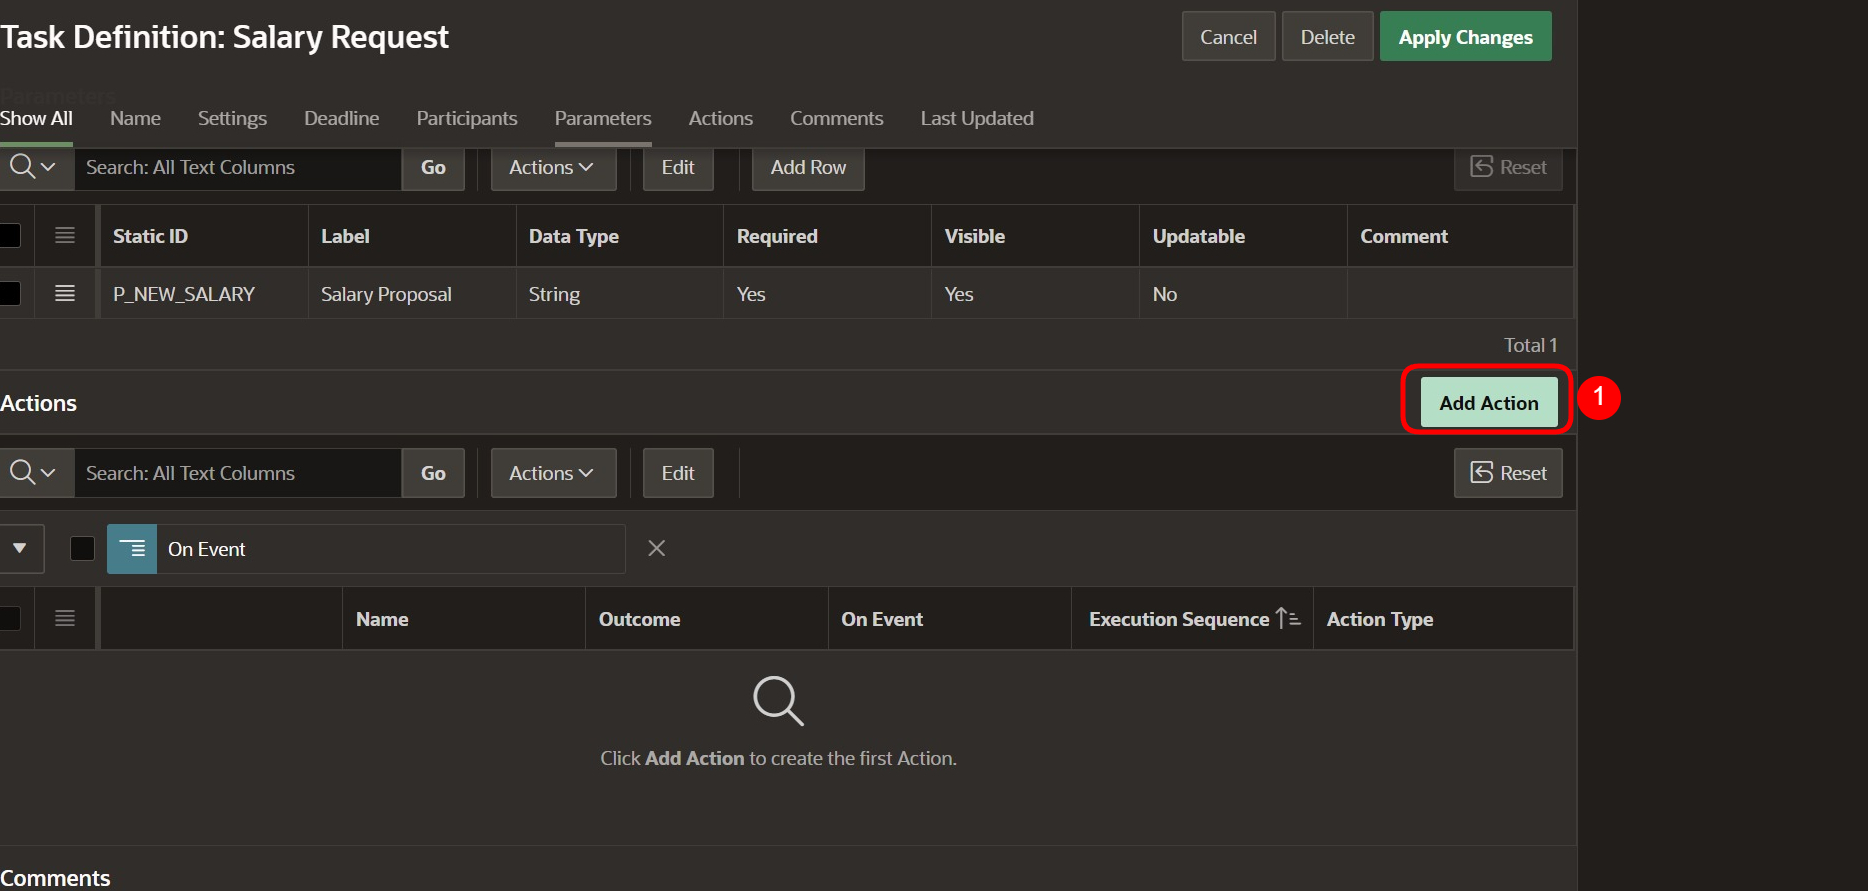 Task Definition: Salary Request
Cancel Delete Apply Changes
Parameters
Show All Name Settings Deadline Participants Parameters Actions Comments Last Updated
Search: All Text Columns Go Actions Edit Add Row Reset
Static ID Label Data Type Required Visible Updatable Comment
P_NEW_SALARY Salary Proposal String Yes Yes No
Total 1
Actions Add Action 1
Search: All Text Columns Go Actions Edit Reset
On Event
Name Outcome On Event Execution Sequence Action Type
Click Add Action to create the first Action.
Comments